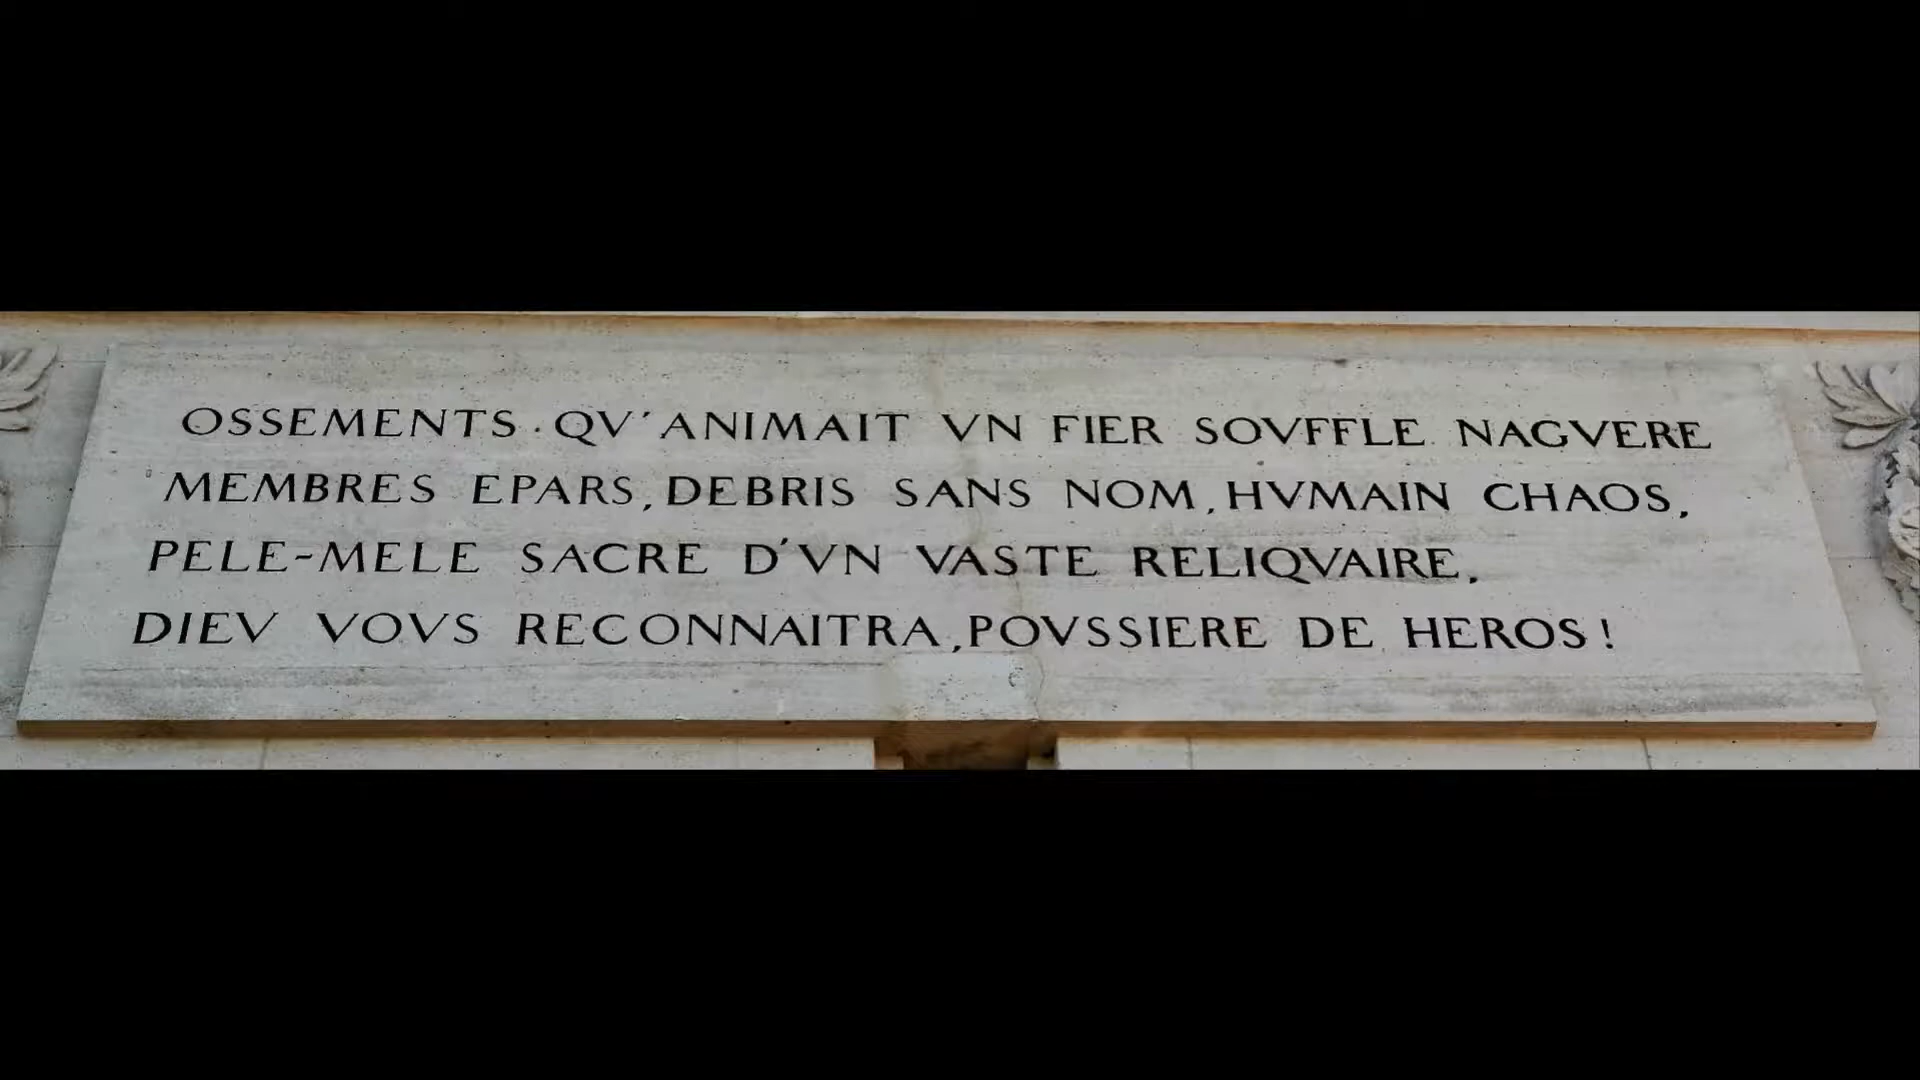 OSSEMENTS · QV'ANIMAIT VN FIER SOVFFLE NAGVERE
MEMBRES EPARS, DEBRIS SANS NOM, HVMAIN CHAOS,
PELE-MELE SACRE D'VN VASTE RELIQVAIRE,
DIEV VOVS RECONNAITRA, POVSSIERE DE HEROS !